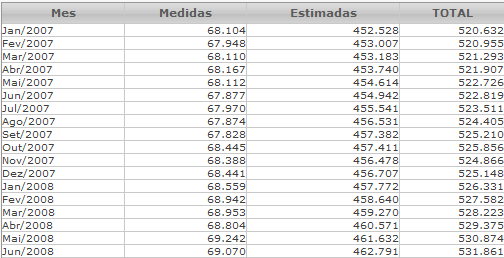 Mes Medidas Estimadas TOTAL
Jan/2007 68.104 452.528 520.632
Fev/2007 67.948 453.007 520.955
Mar/2007 68.110 453.183 521.293
Abr/2007 68.167 453.740 521.907
Mai/2007 68.112 454.614 522.726
Jun/2007 67.877 454.942 522.819
Jul/2007 67.970 455.541 523.511
Ago/2007 67.874 456.531 524.405
Set/2007 67.828 457.382 525.210
Out/2007 68.445 457.411 525.856
Nov/2007 68.388 456.478 524.866
Dez/2007 68.441 456.707 525.148
Jan/2008 68.559 457.772 526.331
Fev/2008 68.942 458.640 527.582
Mar/2008 68.953 459.270 528.223
Abr/2008 68.804 460.571 529.375
Mai/2008 69.242 461.632 530.874
Jun/2008 69.070 462.791 531.861